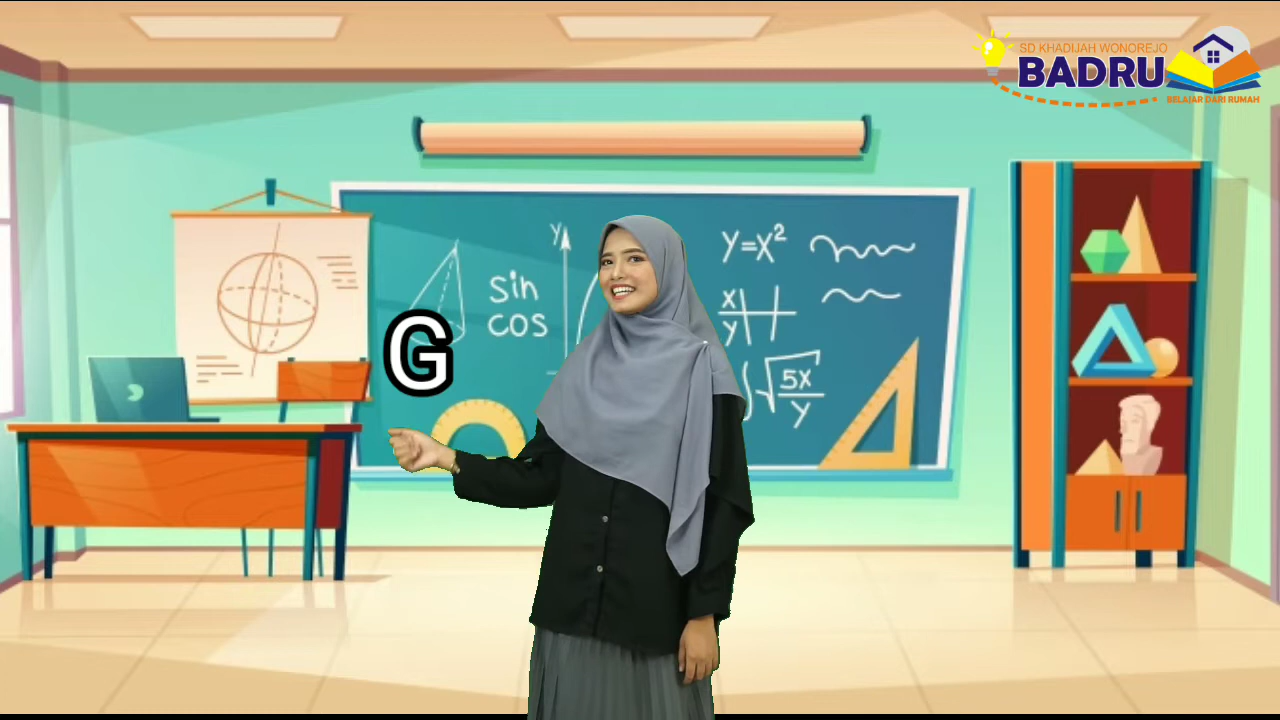 SD KHADIJAH WONOREJO
BADRU
BELAJAR DARI RUMAH
y
sin
cos
y=x²
x
y
√5x
y
G